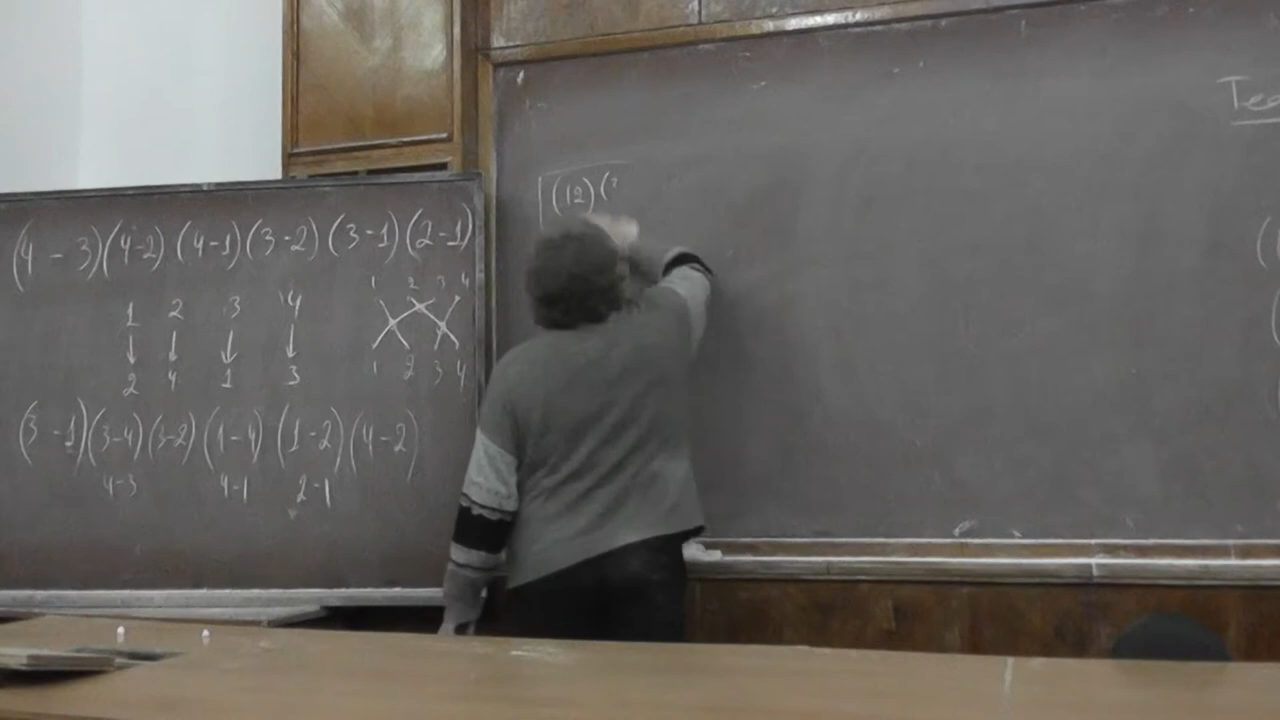 (4 - 3)(4-2)(4-1)(3-2)(3-1)(2-1)
1 2 3 4
1 2 3 4
2 4 1 3
1 2 3 4
(3-1)(3-4)(3-2)(1-4)(1-2)(4-2)
4-3 4-1 2-1
(12)(
Тео